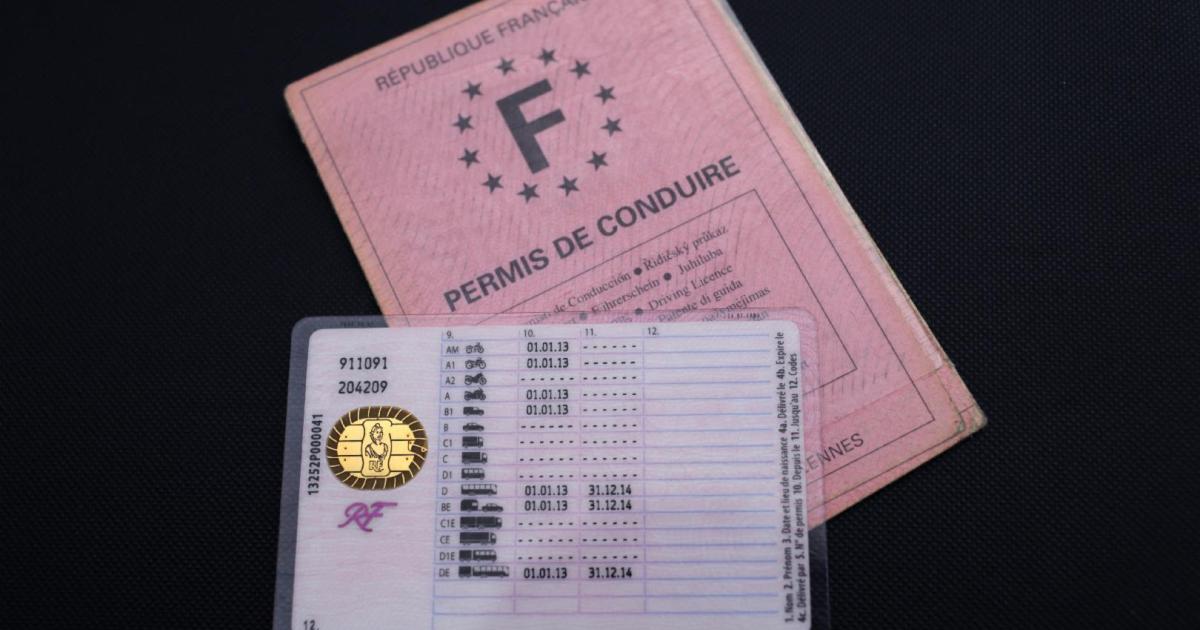 RÉPUBLIQUE FRANÇA
F
PERMIS DE CONDUIRE
de Conducción ● Řidičský průkaz
● Führerschein ● Juhiluba
● Driving Licence
Patente di guida
ENNES
9. 10. 11. 12.
911091
204209
13252P000041
RF
AM 01.01.13 -------
A1 01.01.13 -------
A2 ------- -------
A 01.01.13 -------
B1 01.01.13 -------
B ------- -------
C1 ------- -------
C ------- -------
D1 ------- -------
D 01.01.13 31.12.14
BE 01.01.13 31.12.14
C1E ------- -------
CE ------- -------
D1E ------- -------
DE 01.01.13 31.12.14
12.
1. Nom 2. Prénom 3. Date et lieu de naissance 4a. Délivré le 4b. Expire le
4c. Délivré par 5. N° de permis 10. Depuis le 11. Jusqu'au 12. Codes